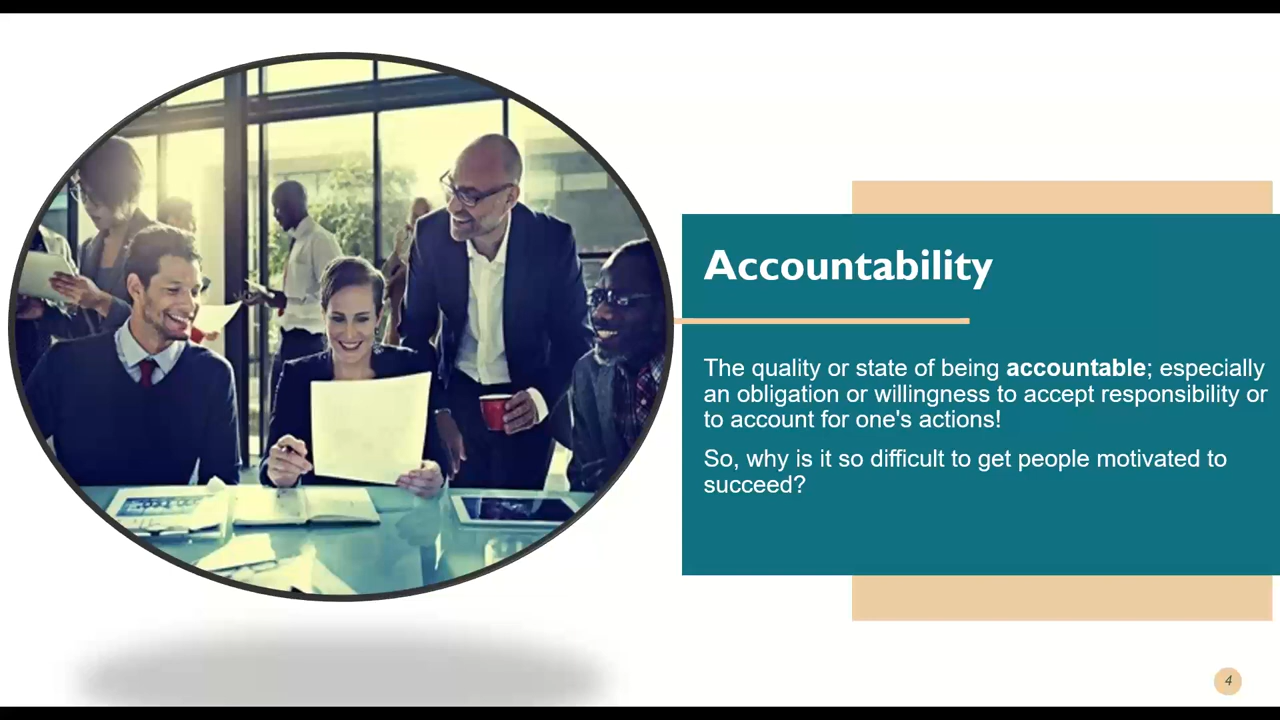 Accountability
The quality or state of being accountable; especially
an obligation or willingness to accept responsibility or
to account for one's actions!
So, why is it so difficult to get people motivated to
succeed?
4